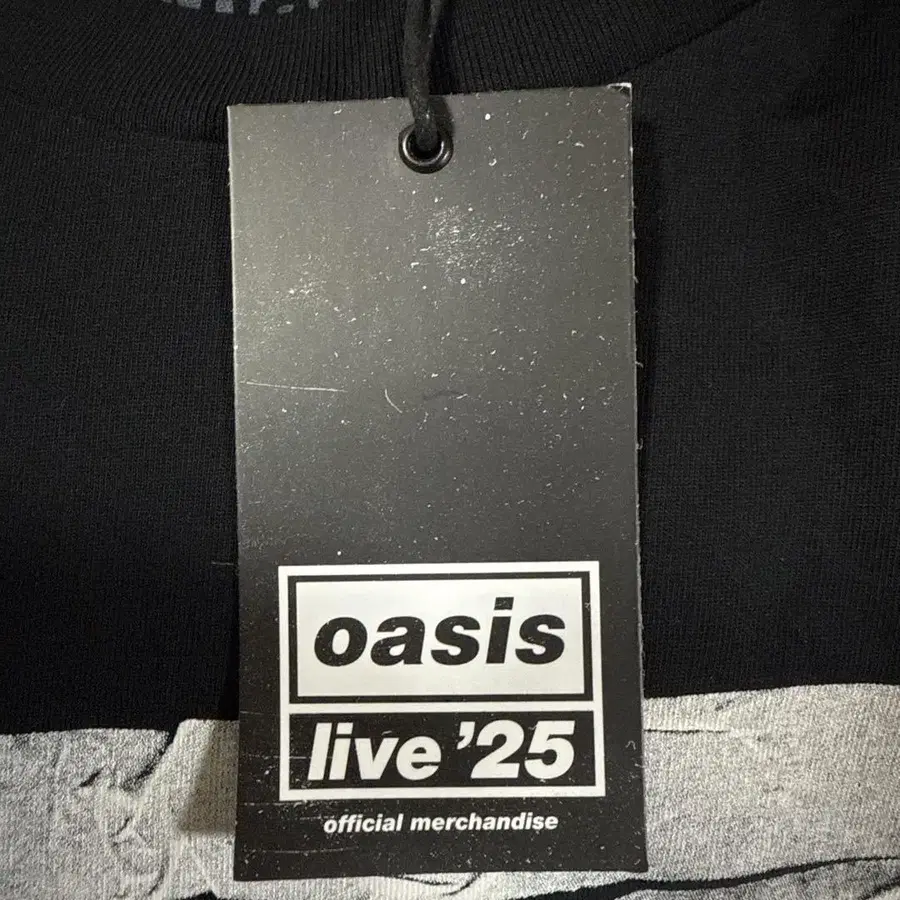 oasis
live '25
official merchandise